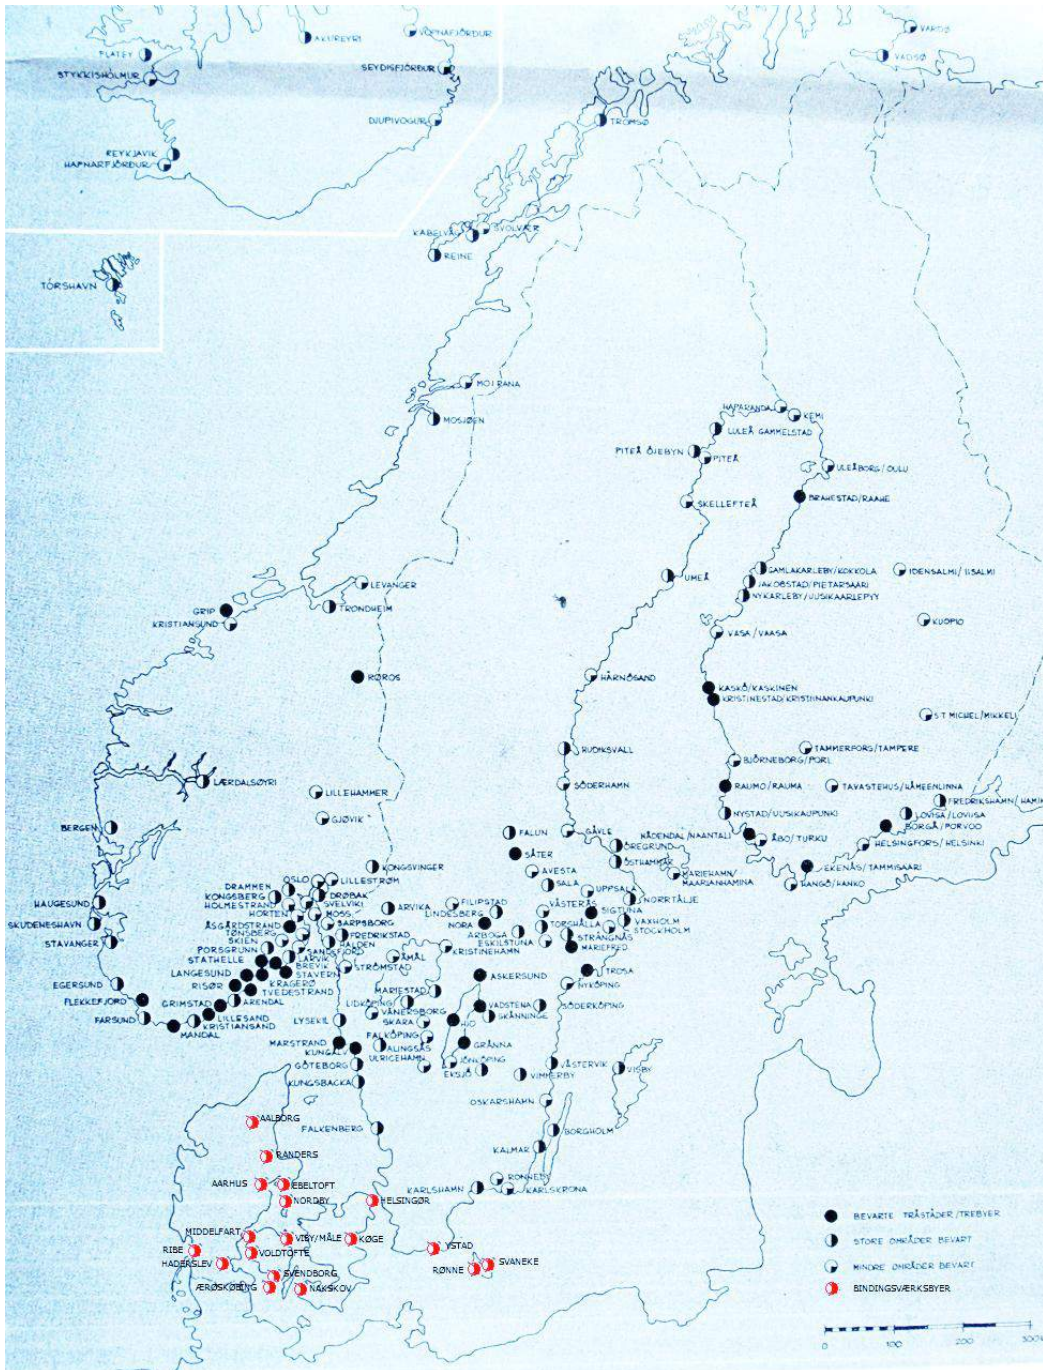 AKUREYRI
VOPNAFJÖRDUR
VARDØ
FLATEY
VADSØ
STYKKISHÓLMUR
SEYDISFJÖRDUR
DJUPIVOGUR
TROMSØ
REYKJAVIK
HAFNARFJÖRDUR
KABELVÅG
SVOLVÆR
REINE
TÓRSHAVN
MO I RANA
MOSJØEN
HAPARANDA
KEMI
LULEÅ GAMMELSTAD
PITEÅ ÖJEBYN
PITEÅ
ULEÅBORG/OULU
SKELLEFTEÅ
BRAHESTAD/RAAHE
GAMLAKARLEBY/KOKKOLA
IDENSALMI/IISALMI
UMEÅ
JAKOBSTAD/PIETARSAARI
LEVANGER
NYKARLEBY/UUSIKAARLEPYY
TRONDHEIM
GRIP
KRISTIANSUND
KUOPIO
VASA/VAASA
RØROS
HÄRNÖSAND
KASKÖ/KASKINEN
KRISTINESTAD/KRISTIINANKAUPUNKI
ST MICHEL/MIKKELI
HUDIKSVALL
TAMMERFORS/TAMPERE
BJÖRNEBORG/PORI
LÆRDALSØYRI
LILLEHAMMER
SÖDERHAMN
RAUMO/RAUMA
TAVASTEHUS/HÄMEENLINNA
FREDRIKSHAMN/HAMIN
GJØVIK
NYSTAD/UUSIKAUPUNKI
LOVISA/LOVIISA
BERGEN
FALUN
GÄVLE
NÅDENDAL/NAANTALI
ÅBO/TURKU
BORGÅ/PORVOO
HELSINGFORS/HELSINKI
SÄTER
ÖREGRUND
ÖSTHAMMAR
KONGSVINGER
AVESTA
MARIEHAMN/
MAARIANHAMINA
EKENÄS/TAMMISAARI
HANGÖ/HANKO
OSLO
LILLESTRØM
DRAMMEN
SALA
UPPSALA
KONGSBERG
DRØBAK
NORRTÄLJE
HAUGESUND
HOLMESTRAND
SVELVIK
ARVIKA
FILIPSTAD
LINDESBERG
VÄSTERÅS
SIGTUNA
HORTEN
MOSS
SKUDENESHAVN
ÅSGÅRDSTRAND
SARPSBORG
NORA
TORSHÄLLA
VAXHOLM
STOCKHOLM
TØNSBERG
FREDRIKSTAD
ARBOGA
STRÄNGNÄS
STAVANGER
SKIEN
HALDEN
ESKILSTUNA
MARIEFRED
PORSGRUNN
SANDEFJORD
KRISTINEHAMN
STATHELLE
LARVIK
ÅMÅL
BREVIK
STRÖMSTAD
TROSA
LANGESUND
STAVERN
ASKERSUND
EGERSUND
RISØR
KRAGERØ
TVEDESTRAND
MARIESTAD
NYKÖPING
FLEKKEFJORD
GRIMSTAD
ARENDAL
LIDKÖPING
VADSTENA
SÖDERKÖPING
FARSUND
LILLESAND
LYSEKIL
VÄNERSBORG
SKÄNNINGE
KRISTIANSAND
SKARA
HJO
MANDAL
FALKÖPING
MARSTRAND
ALINGSÅS
GRÄNNA
KUNGÄLV
ULRICEHAMN
JÖNKÖPING
GÖTEBORG
EKSJÖ
VÄSTERVIK
VISBY
KUNGSBACKA
VIMMERBY
OSKARSHAMN
AALBORG
FALKENBERG
BORGHOLM
KALMAR
RANDERS
RONNEBY
AARHUS
EBELTOFT
KARLSHAMN
KARLSKRONA
NORDBY
HELSINGØR
BEVARTE TRÄSTÄDER/TREBYER
MIDDELFART
VIBY/MÅLE
KØGE
STORE OMRÅDER BEVART
RIBE
VOLDTOFTE
YSTAD
HADERSLEV
SVANEKE
RØNNE
MINDRE OMRÅDER BEVART
SVENDBORG
ÆRØSKØBING
NAKSKOV
BINDINGSVÆRKSBYER
0 100 200 300